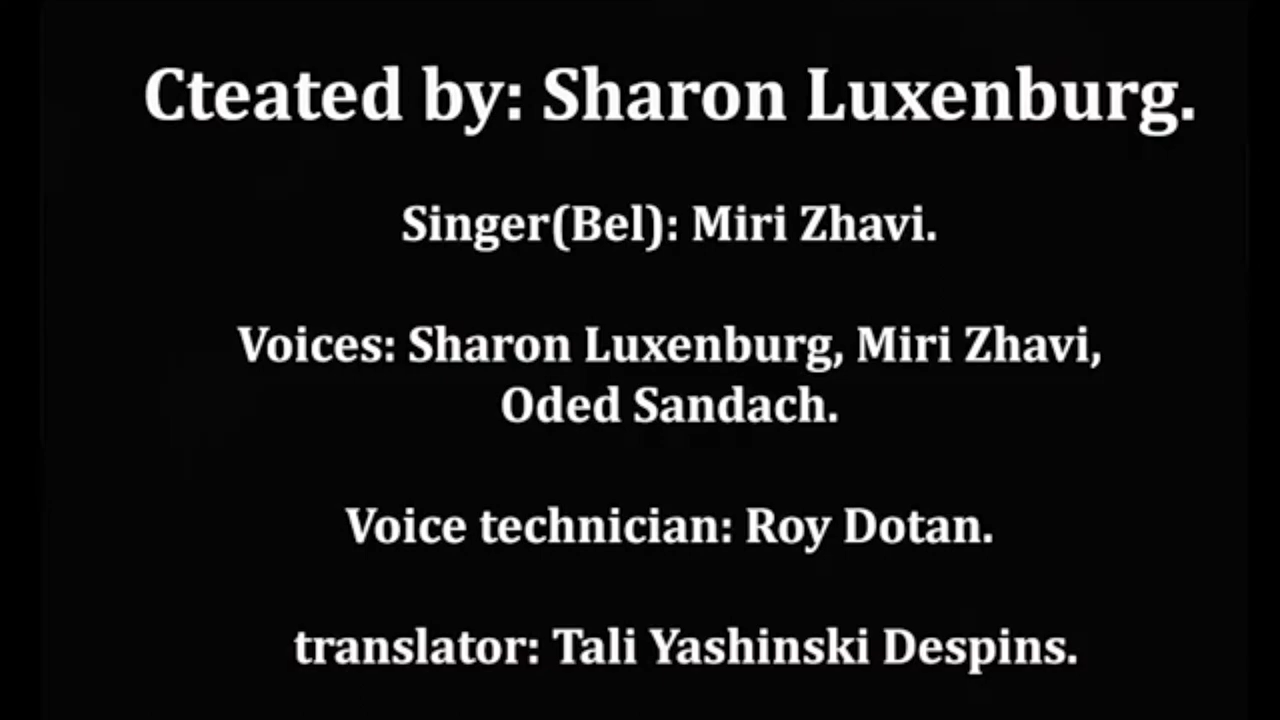 Cteated by: Sharon Luxenburg.
Singer(Bel): Miri Zhavi.
Voices: Sharon Luxenburg, Miri Zhavi,
Oded Sandach.
Voice technician: Roy Dotan.
translator: Tali Yashinski Despins.